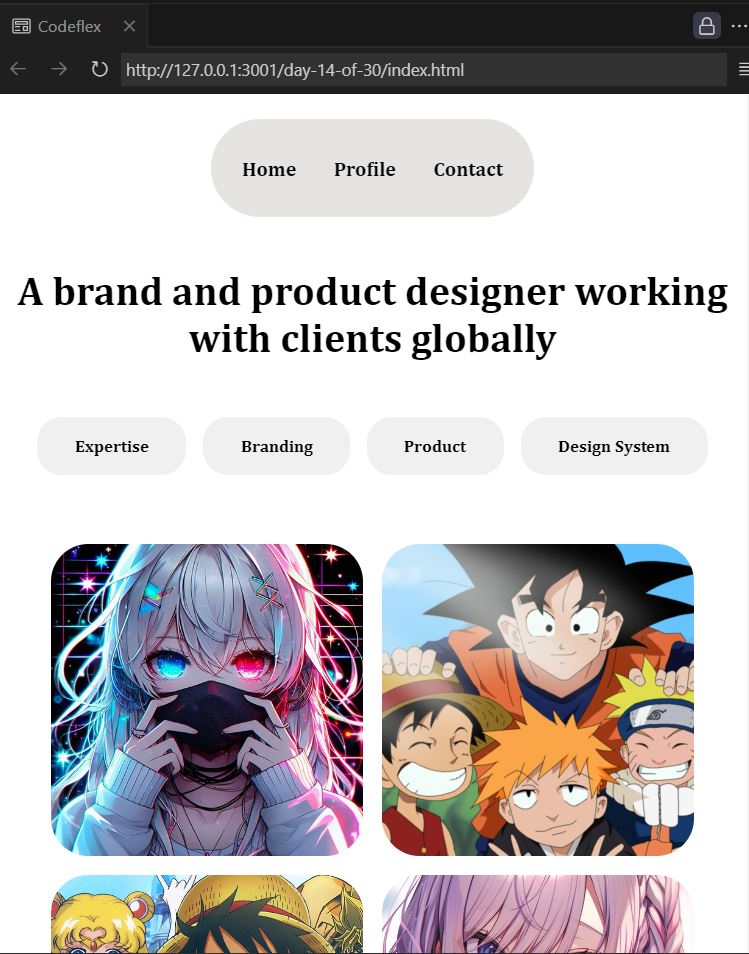 Codeflex
http://127.0.0.1:3001/day-14-of-30/index.html
Home Profile Contact
A brand and product designer working
with clients globally
Expertise Branding Product Design System